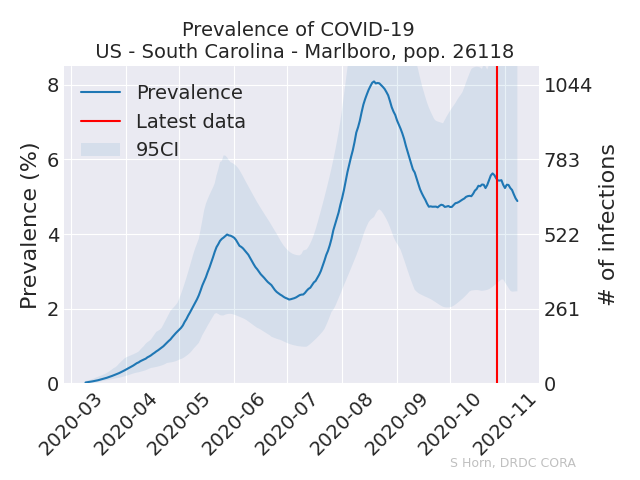 Prevalence of COVID-19
US - South Carolina - Marlboro, pop. 26118
Prevalence
Latest data
95CI
Prevalence (%)
8
6
4
2
0
1044
783
522
261
0
# of infections
2020-03
2020-04
2020-05
2020-06
2020-07
2020-08
2020-09
2020-10
2020-11
S Horn, DRDC CORA